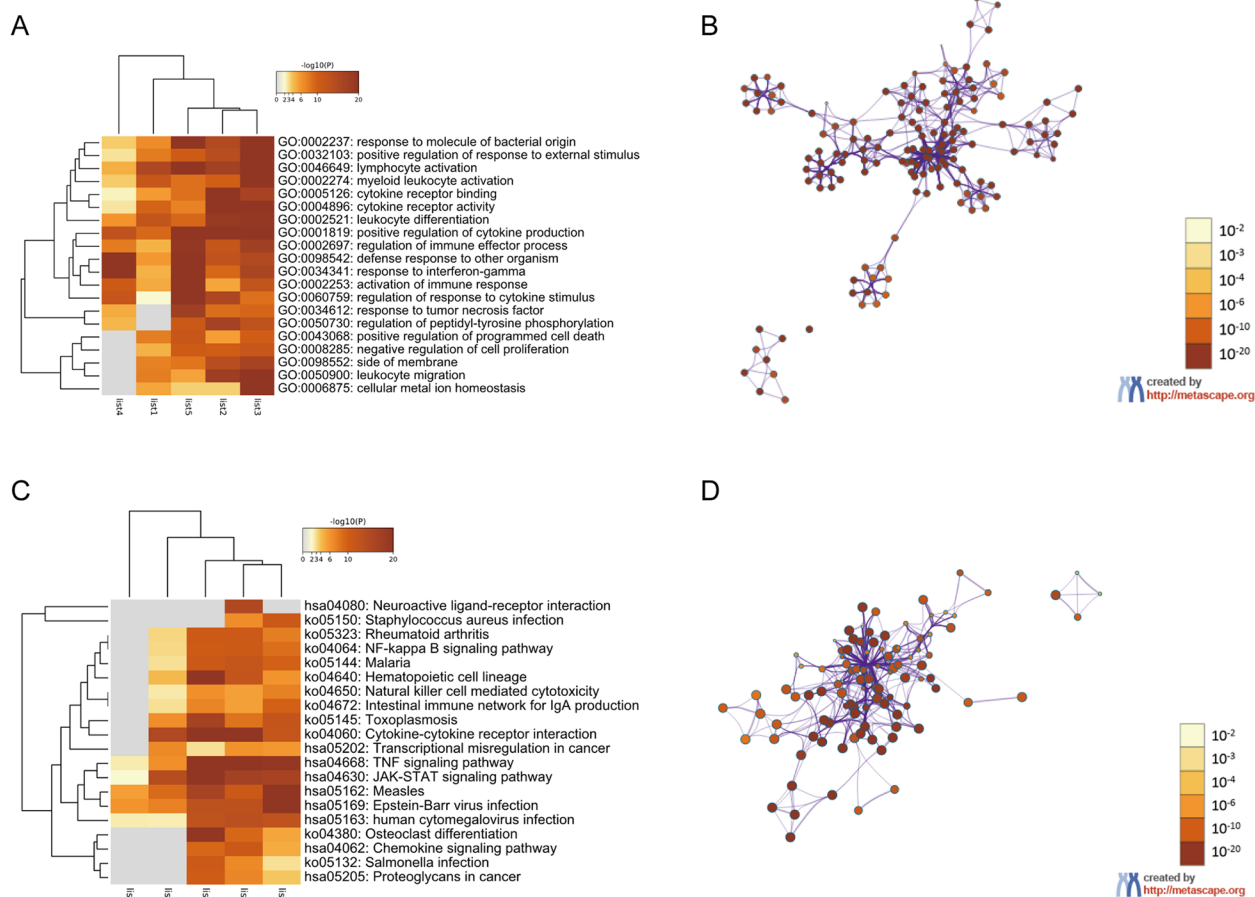 A
B
-log10(P)
0 2 3 4 6 10 20
GO:0002237: response to molecule of bacterial origin
GO:0032103: positive regulation of response to external stimulus
GO:0046649: lymphocyte activation
GO:0002274: myeloid leukocyte activation
GO:0005126: cytokine receptor binding
GO:0004896: cytokine receptor activity
GO:0002521: leukocyte differentiation
GO:0001819: positive regulation of cytokine production
GO:0002697: regulation of immune effector process
GO:0098542: defense response to other organism
GO:0034341: response to interferon-gamma
GO:0002253: activation of immune response
GO:0060759: regulation of response to cytokine stimulus
GO:0034612: response to tumor necrosis factor
GO:0050730: regulation of peptidyl-tyrosine phosphorylation
GO:0043068: positive regulation of programmed cell death
GO:0008285: negative regulation of cell proliferation
GO:0098552: side of membrane
GO:0050900: leukocyte migration
GO:0006875: cellular metal ion homeostasis
list4 list1 list5 list2 list3
10-2
10-3
10-4
10-6
10-10
10-20
created by
http://metascape.org
C
D
-log10(P)
0 2 3 4 6 10 20
hsa04080: Neuroactive ligand-receptor interaction
ko05150: Staphylococcus aureus infection
ko05323: Rheumatoid arthritis
ko04064: NF-kappa B signaling pathway
ko05144: Malaria
ko04640: Hematopoietic cell lineage
ko04650: Natural killer cell mediated cytotoxicity
ko04672: Intestinal immune network for IgA production
ko05145: Toxoplasmosis
ko04060: Cytokine-cytokine receptor interaction
hsa05202: Transcriptional misregulation in cancer
hsa04668: TNF signaling pathway
hsa04630: JAK-STAT signaling pathway
hsa05162: Measles
hsa05169: Epstein-Barr virus infection
hsa05163: human cytomegalovirus infection
ko04380: Osteoclast differentiation
hsa04062: Chemokine signaling pathway
ko05132: Salmonella infection
hsa05205: Proteoglycans in cancer
lis lis lis lis lis
10-2
10-3
10-4
10-6
10-10
10-20
created by
http://metascape.org